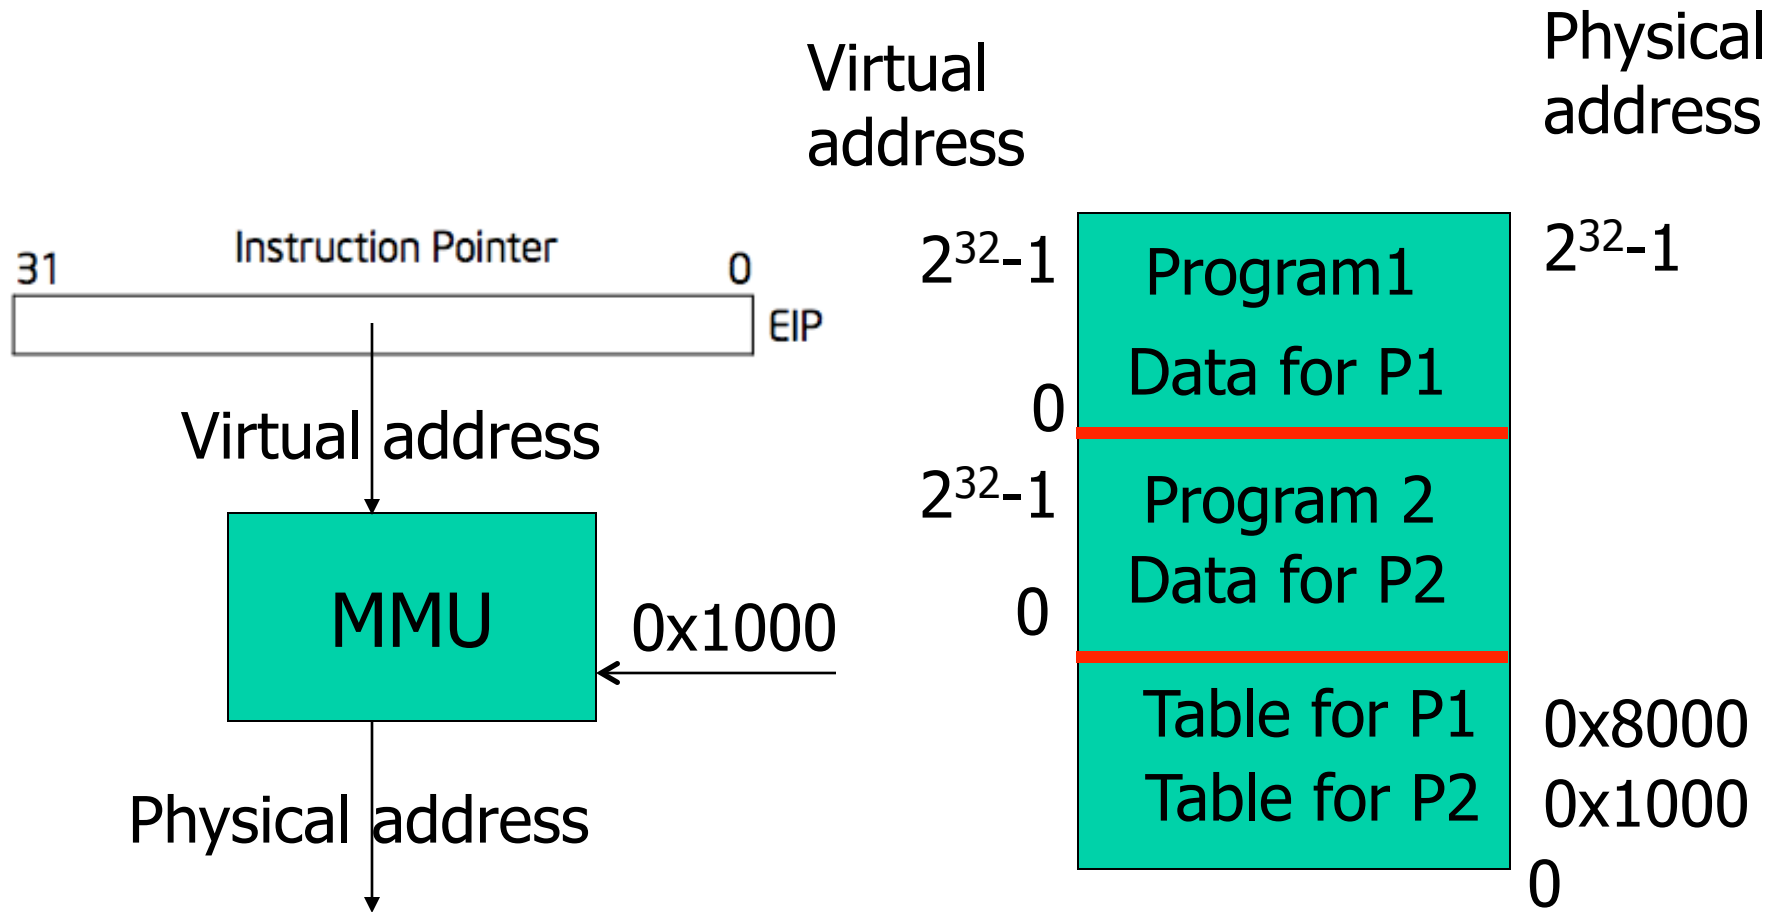 Virtual
address
Physical
address
Instruction Pointer
31
0
EIP
Virtual address
MMU
0x1000
Physical address
2³²-1
Program1
2³²-1
Data for P1
0
2³²-1
Program 2
Data for P2
0
Table for P1
0x8000
Table for P2
0x1000
0